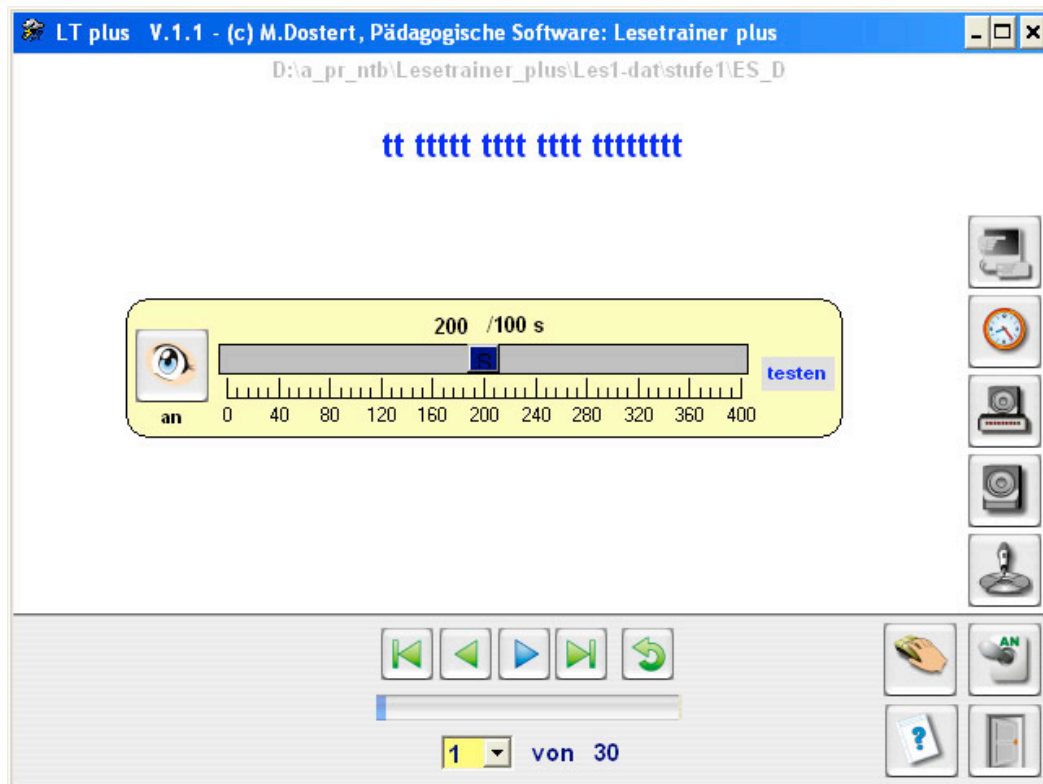 LT plus V.1.1 - (c) M.Dostert, Pädagogische Software: Lesetrainer plus
D:\a_pr_ntb\Lesetrainer_plus\Les1-dat\stufe1\ES_D
tt ttttt tttt tttt tttttttt
200 /100 s
S
testen
an
0 40 80 120 160 200 240 280 320 360 400
AN
?
1 von 30